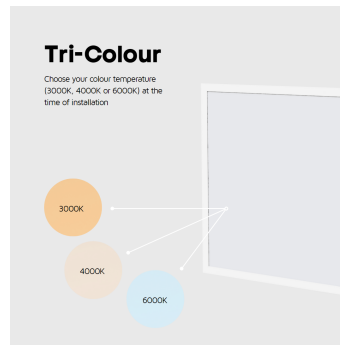 Tri-Colour
Choose your colour temperature
(3000K, 4000K or 6000K) at the
time of installation
3000K
4000K
6000K